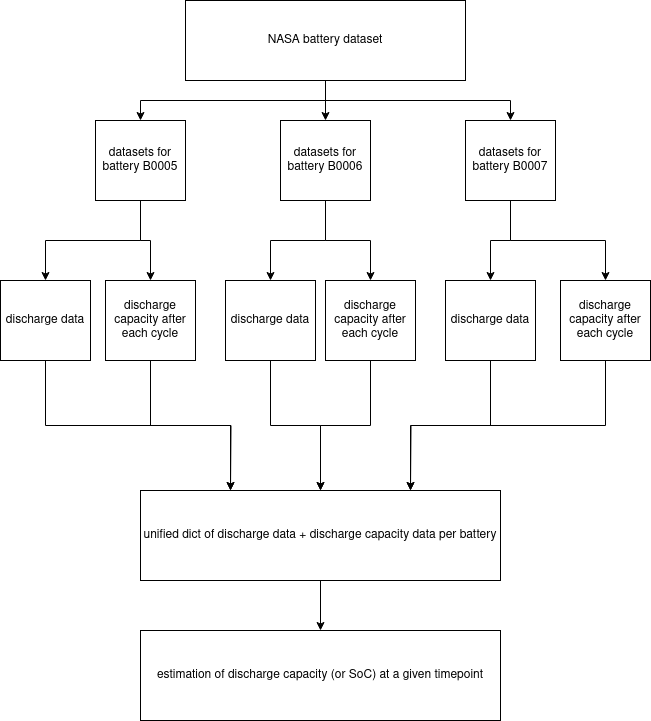 NASA battery dataset
datasets for
battery B0005
datasets for
battery B0006
datasets for
battery B0007
discharge data
discharge
capacity after
each cycle
discharge data
discharge
capacity after
each cycle
discharge data
discharge
capacity after
each cycle
unified dict of discharge data + discharge capacity data per battery
estimation of discharge capacity (or SoC) at a given timepoint